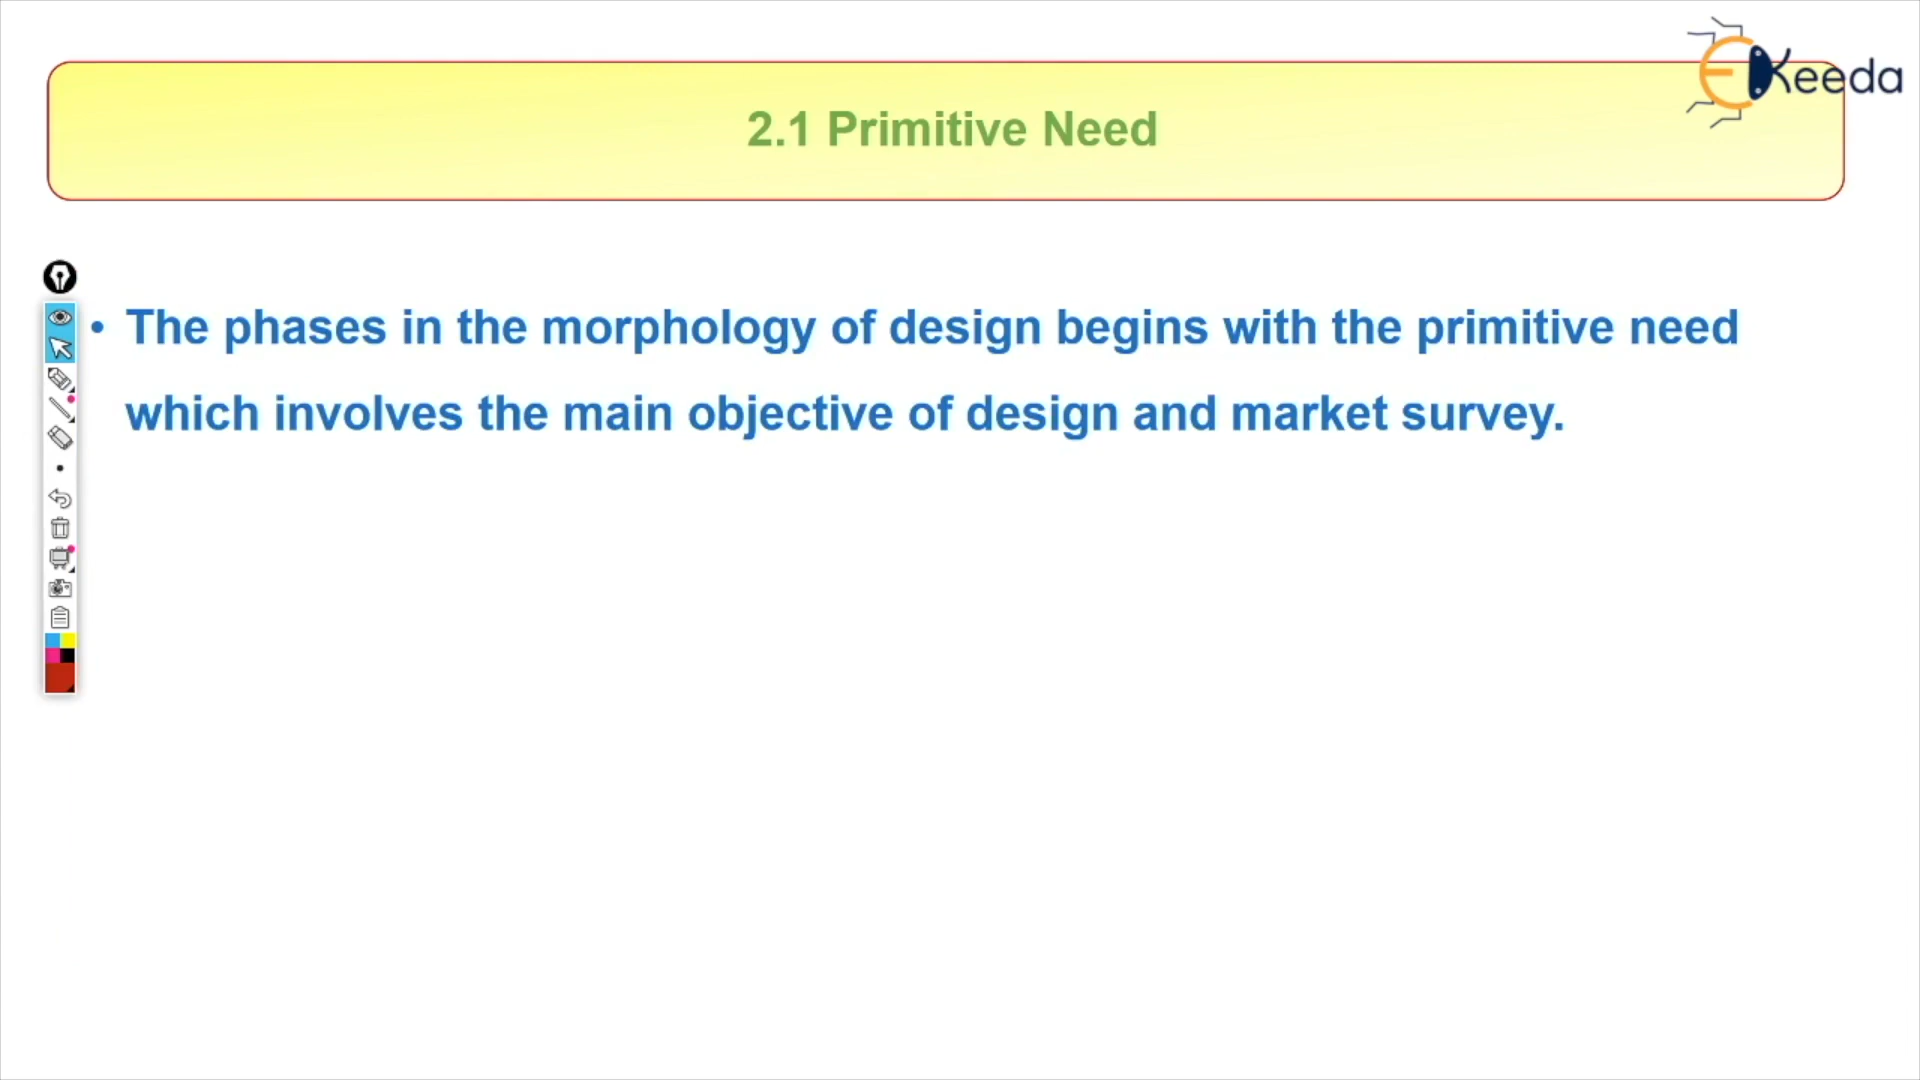 EKeeda
2.1 Primitive Need
• The phases in the morphology of design begins with the primitive need
which involves the main objective of design and market survey.